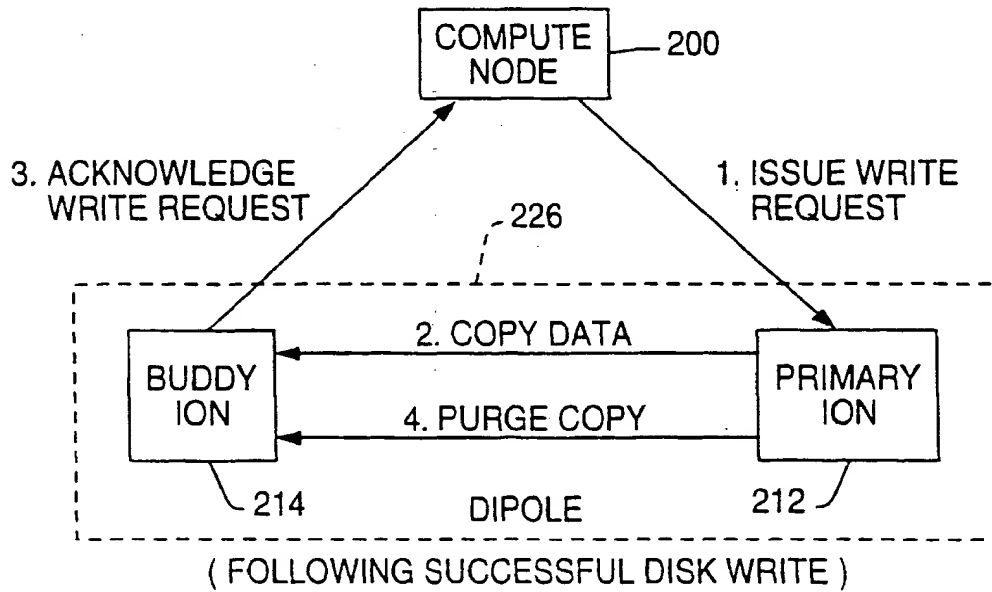 COMPUTE
NODE
200
3. ACKNOWLEDGE
WRITE REQUEST
1. ISSUE WRITE
REQUEST
226
2. COPY DATA
BUDDY
ION
PRIMARY
ION
4. PURGE COPY
214
DIPOLE
212
( FOLLOWING SUCCESSFUL DISK WRITE )